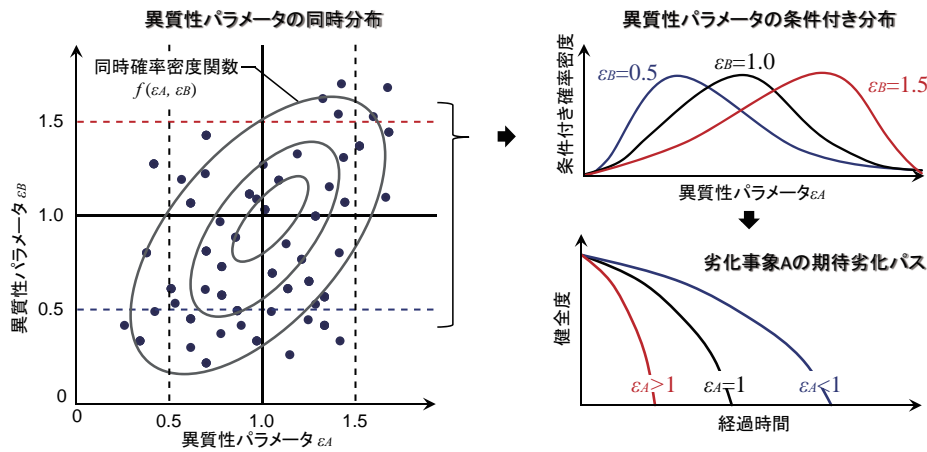 異質性パラメータの同時分布
同時確率密度関数
f(εA, εB)
異質性パラメータ εB
1.5
1.0
0.5
0
0
0.5
1.0
1.5
異質性パラメータ εA
異質性パラメータの条件付き分布
条件付き確率密度
εB=0.5
εB=1.0
εB=1.5
異質性パラメータεA
劣化事象Aの期待劣化パス
健全度
εA>1
εA=1
εA<1
経過時間